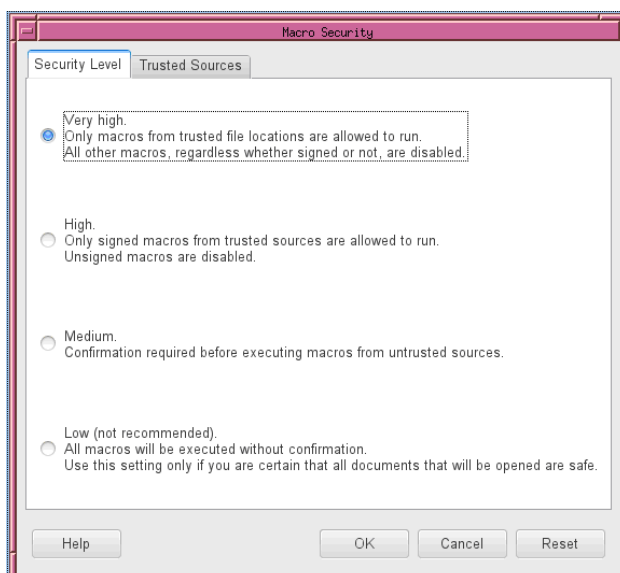 Macro Security
Security Level
Trusted Sources
Very high.
Only macros from trusted file locations are allowed to run.
All other macros, regardless whether signed or not, are disabled.
High.
Only signed macros from trusted sources are allowed to run.
Unsigned macros are disabled.
Medium.
Confirmation required before executing macros from untrusted sources.
Low (not recommended).
All macros will be executed without confirmation.
Use this setting only if you are certain that all documents that will be opened are safe.
Help
OK
Cancel
Reset